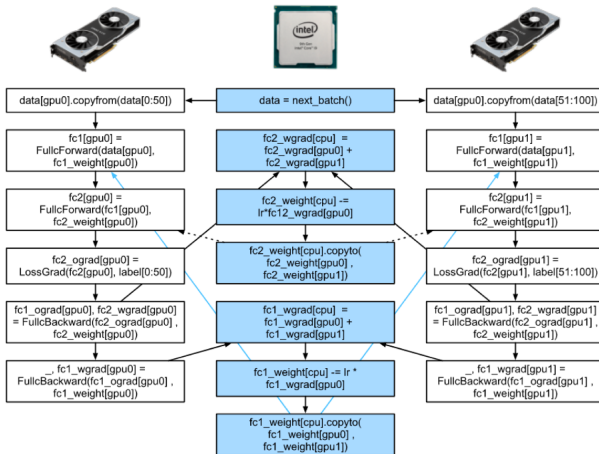 intel
data[gpu0].copyfrom(data[0:50])
data = next_batch()
data[gpu0].copyfrom(data[51:100])
fc1[gpu0] =
FullcForward(data[gpu0],
fc1_weight[gpu0])
fc2_wgrad[cpu] =
fc2_wgrad[gpu0] +
fc2_wgrad[gpu1]
fc1[gpu1] =
FullcForward(data[gpu1],
fc1_weight[gpu1])
fc2[gpu0] =
FullcForward(fc1[gpu0],
fc2_weight[gpu0])
fc2_weight[cpu] -=
lr*fc12_wgrad[gpu0]
fc2[gpu1] =
FullcForward(fc1[gpu1],
fc2_weight[gpu1])
fc2_ograd[gpu0] =
LossGrad(fc2[gpu0], label[0:50])
fc2_weight[cpu].copyto(
fc2_weight[gpu0] ,
fc2_weight[gpu1])
fc2_ograd[gpu1] =
LossGrad(fc2[gpu1], label[51:100])
fc1_ograd[gpu0], fc2_wgrad[gpu0]
= FullcBackward(fc2_ograd[gpu0] ,
fc2_weight[gpu0])
fc1_wgrad[cpu] =
fc1_wgrad[gpu0] +
fc1_wgrad[gpu1]
fc1_ograd[gpu1], fc2_wgrad[gpu1]
= FullcBackward(fc2_ograd[gpu1] ,
fc2_weight[gpu1])
_, fc1_wgrad[gpu0] =
FullcBackward(fc1_ograd[gpu0] ,
fc1_weight[gpu0])
fc1_weight[cpu] -= lr *
fc1_wgrad[gpu0]
_, fc1_wgrad[gpu1] =
FullcBackward(fc1_ograd[gpu1] ,
fc1_weight[gpu1])
fc1_weight[cpu].copyto(
fc1_weight[gpu0] ,
fc1_weight[gpu1])